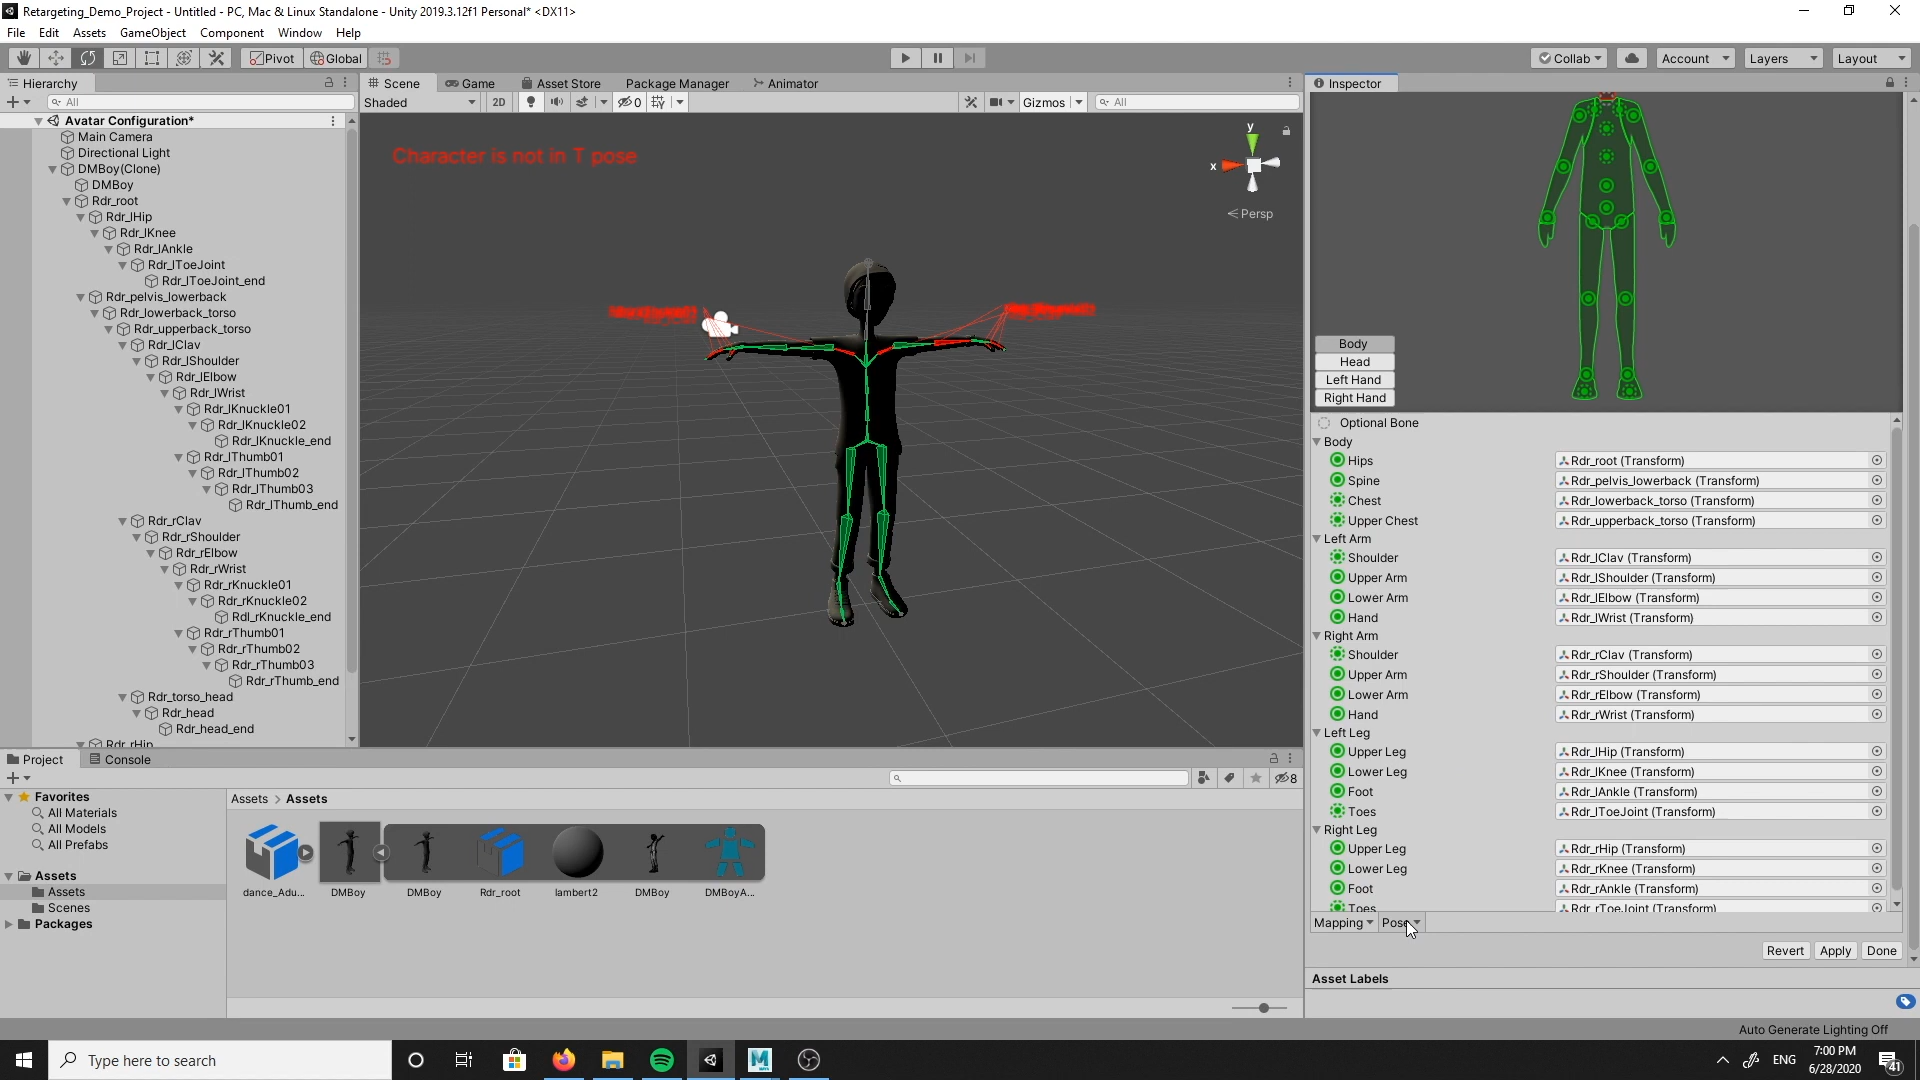 Retargeting_Demo_Project - Untitled - PC, Mac & Linux Standalone - Unity 2019.3.12f1 Personal* <DX11>
File Edit Assets GameObject Component Window Help
Pivot Global Collab Account Layers Layout
Hierarchy
All
Avatar Configuration*
Main Camera
Directional Light
DMBoy(Clone)
DMBoy
Rdr_root
Rdr_lHip
Rdr_lKnee
Rdr_lAnkle
Rdr_lToeJoint
Rdr_lToeJoint_end
Rdr_pelvis_lowerback
Rdr_lowerback_torso
Rdr_upperback_torso
Rdr_lClav
Rdr_lShoulder
Rdr_lElbow
Rdr_lWrist
Rdr_lKnuckle01
Rdr_lKnuckle02
Rdr_lKnuckle_end
Rdr_lThumb01
Rdr_lThumb02
Rdr_lThumb03
Rdr_lThumb_end
Rdr_rClav
Rdr_rShoulder
Rdr_rElbow
Rdr_rWrist
Rdr_rKnuckle01
Rdr_rKnuckle02
Rdl_rKnuckle_end
Rdr_rThumb01
Rdr_rThumb02
Rdr_rThumb03
Rdr_rThumb_end
Rdr_torso_head
Rdr_head
Rdr_head_end
Rdr_rHip
Scene Game Asset Store Package Manager Animator
Shaded 2D 0 Gizmos All
Character is not in T pose
y
x
Persp
Inspector
Body
Head
Left Hand
Right Hand
Optional Bone
Body
Hips Rdr_root (Transform)
Spine Rdr_pelvis_lowerback (Transform)
Chest Rdr_lowerback_torso (Transform)
Upper Chest Rdr_upperback_torso (Transform)
Left Arm
Shoulder Rdr_lClav (Transform)
Upper Arm Rdr_lShoulder (Transform)
Lower Arm Rdr_lElbow (Transform)
Hand Rdr_lWrist (Transform)
Right Arm
Shoulder Rdr_rClav (Transform)
Upper Arm Rdr_rShoulder (Transform)
Lower Arm Rdr_rElbow (Transform)
Hand Rdr_rWrist (Transform)
Left Leg
Upper Leg Rdr_lHip (Transform)
Lower Leg Rdr_lKnee (Transform)
Foot Rdr_lAnkle (Transform)
Toes Rdr_lToeJoint (Transform)
Right Leg
Upper Leg Rdr_rHip (Transform)
Lower Leg Rdr_rKnee (Transform)
Foot Rdr_rAnkle (Transform)
Toes Rdr_rToeJoint (Transform)
Mapping Pose
Revert Apply Done
Asset Labels
Project Console
8
Favorites
All Materials
All Models
All Prefabs
Assets
Assets
Scenes
Packages
Assets > Assets
dance_Adu... DMBoy DMBoy Rdr_root lambert2 DMBoy DMBoyA...
Auto Generate Lighting Off
Type here to search
ENG
7:00 PM
6/28/2020
41